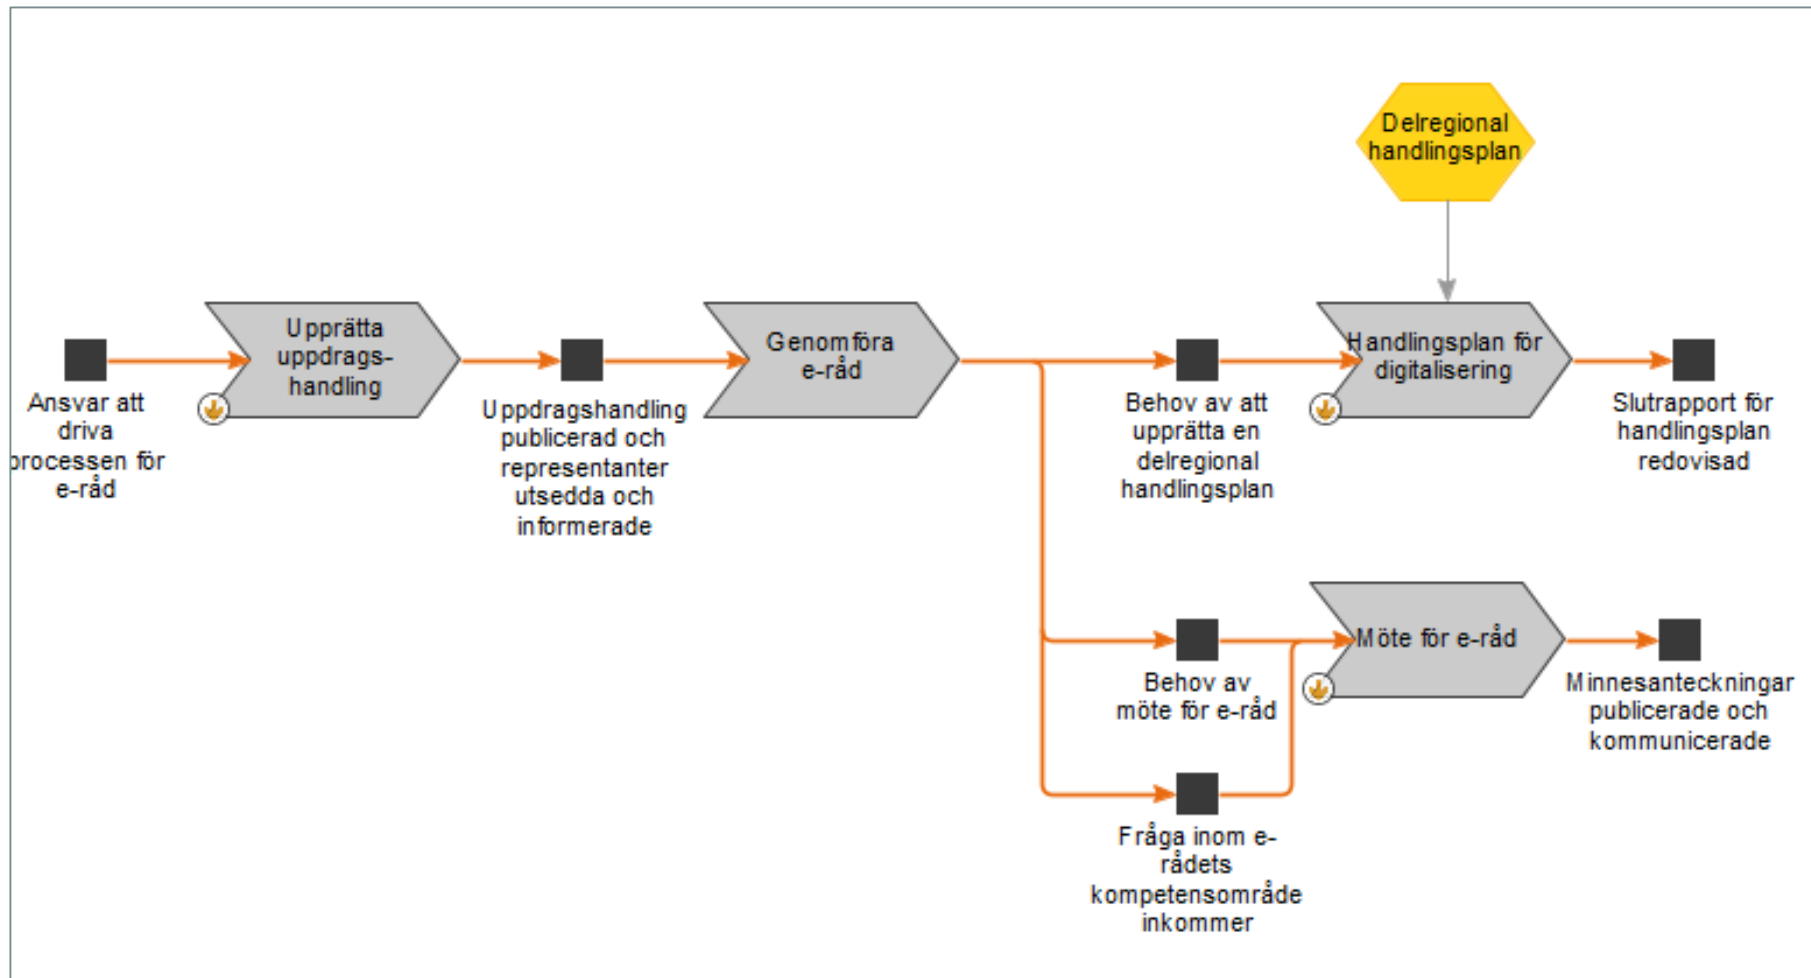 Delregional
handlingsplan
Upprätta
uppdrags-
handling
Genomföra
e-råd
Handlingsplan för
digitalisering
Ansvar att
driva
processen för
e-råd
Uppdragshandling
publicerad och
representanter
utsedda och
informerade
Behov av att
upprätta en
delregional
handlingsplan
Slutrapport för
handlingsplan
redovisad
Möte för e-råd
Behov av
möte för e-råd
Minnesanteckningar
publicerade och
kommunicerade
Fråga inom e-
rådets
kompetensområde
inkommer